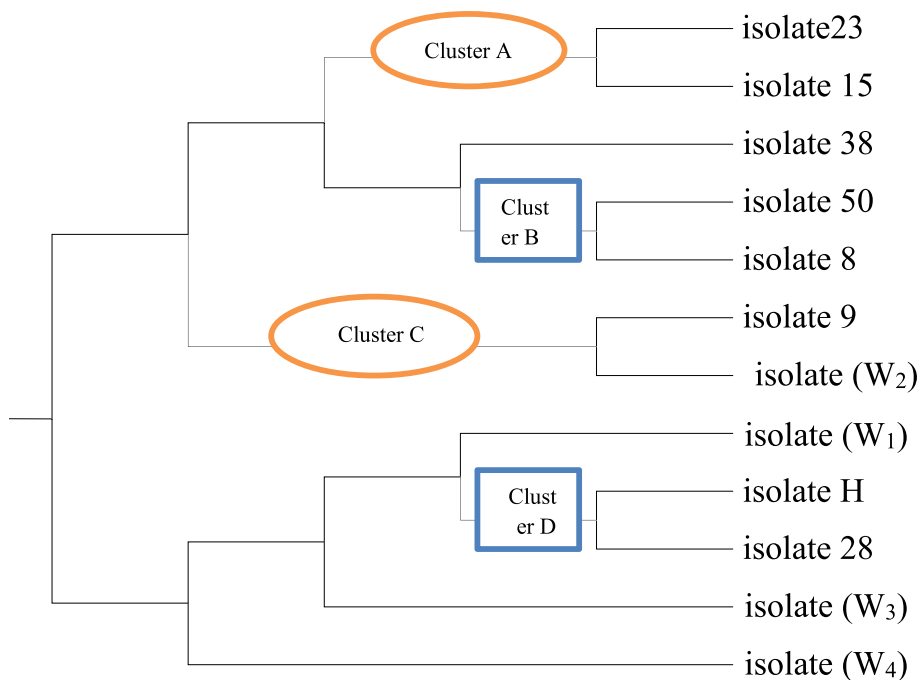 isolate23
Cluster A
isolate 15
isolate 38
isolate 50
Clust
er B
isolate 8
isolate 9
Cluster C
isolate (W₂)
isolate (W₁)
isolate H
Clust
er D
isolate 28
isolate (W₃)
isolate (W₄)